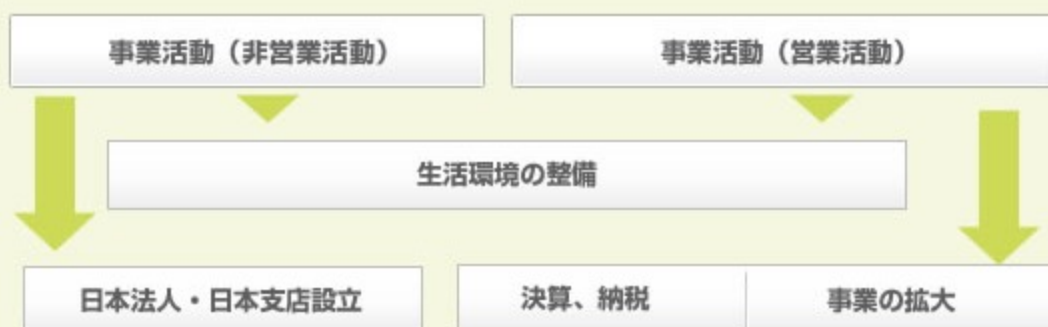 事業活動（非営業活動）
事業活動（営業活動）
生活環境の整備
日本法人・日本支店設立
決算、納税
事業の拡大